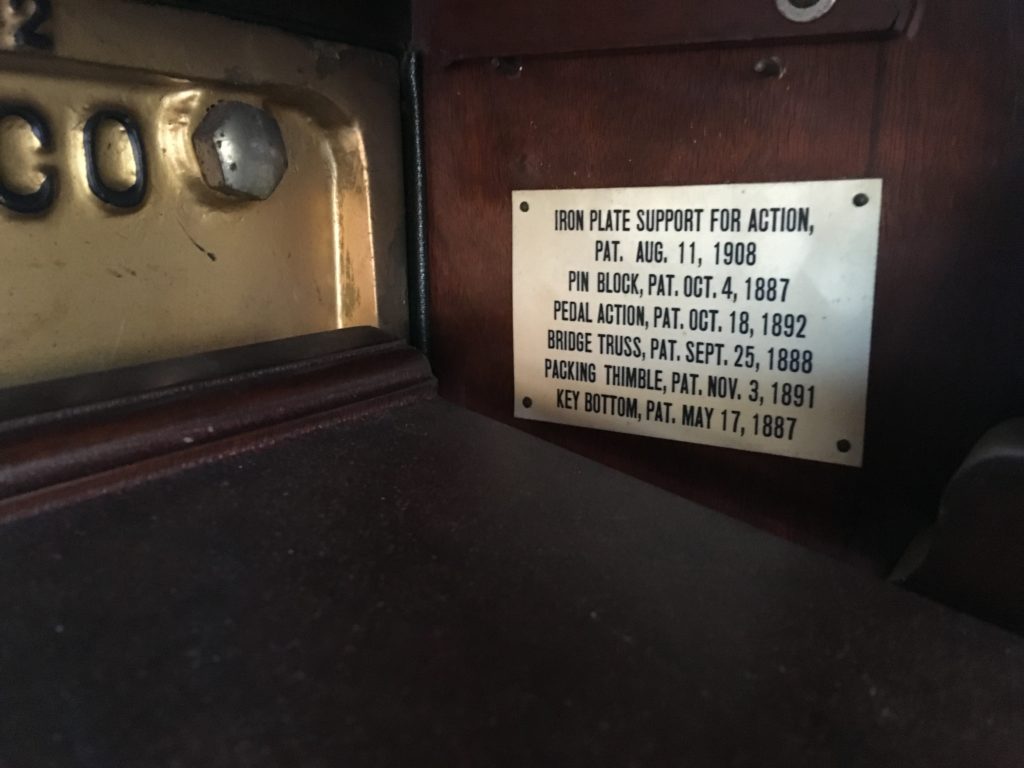 2
CO
IRON PLATE SUPPORT FOR ACTION,
PAT. AUG. 11, 1908
PIN BLOCK, PAT. OCT. 4, 1887
PEDAL ACTION, PAT. OCT. 18, 1892
BRIDGE TRUSS, PAT. SEPT. 25, 1888
PACKING THIMBLE, PAT. NOV. 3, 1891
KEY BOTTOM, PAT. MAY 17, 1887